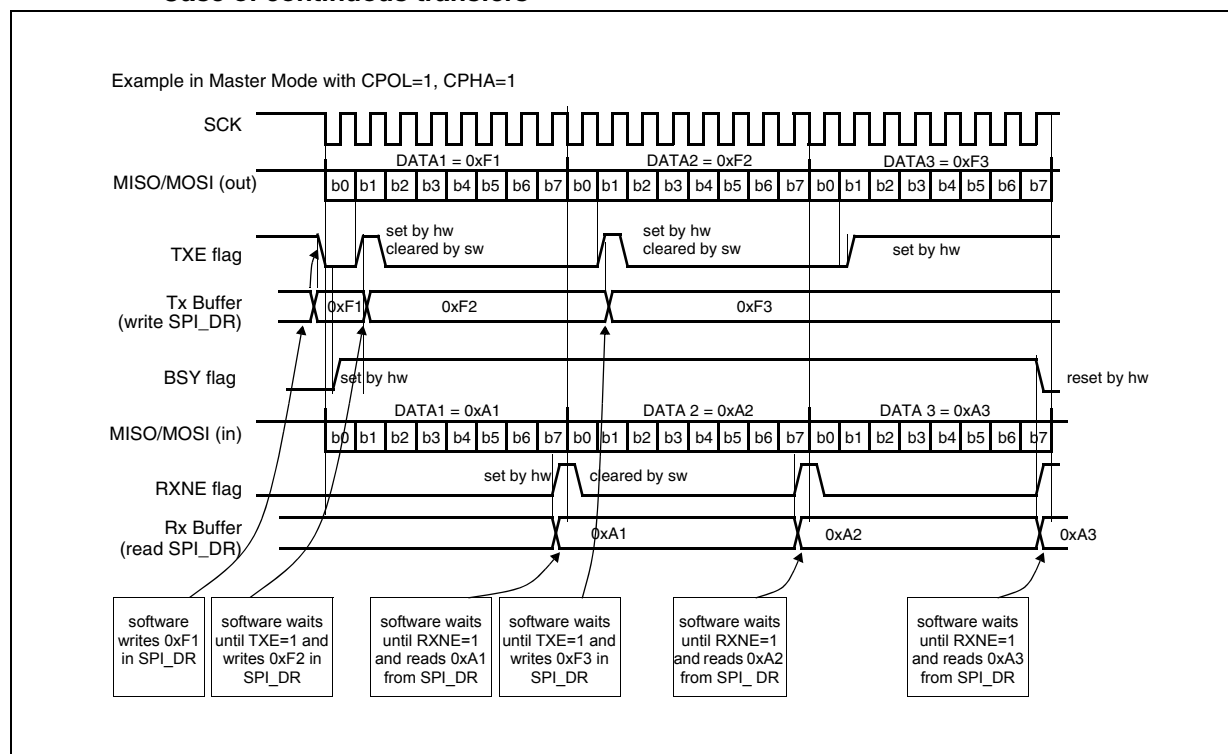 case of continuous transfers
Example in Master Mode with CPOL=1, CPHA=1
SCK
DATA1 = 0xF1
DATA2 = 0xF2
DATA3 = 0xF3
MISO/MOSI (out)
b0 b1 b2 b3 b4 b5 b6 b7 b0 b1 b2 b3 b4 b5 b6 b7 b0 b1 b2 b3 b4 b5 b6 b7
TXE flag
set by hw
cleared by sw
set by hw
cleared by sw
set by hw
Tx Buffer
(write SPI_DR)
0xF1
0xF2
0xF3
BSY flag
set by hw
reset by hw
DATA1 = 0xA1
DATA 2 = 0xA2
DATA 3 = 0xA3
MISO/MOSI (in)
b0 b1 b2 b3 b4 b5 b6 b7 b0 b1 b2 b3 b4 b5 b6 b7 b0 b1 b2 b3 b4 b5 b6 b7
RXNE flag
set by hw
cleared by sw
Rx Buffer
(read SPI_DR)
0xA1
0xA2
0xA3
software
writes 0xF1
in SPI_DR
software waits
until TXE=1 and
writes 0xF2 in
SPI_DR
software waits
until RXNE=1
and reads 0xA1
from SPI_DR
software waits
until TXE=1 and
writes 0xF3 in
SPI_DR
software waits
until RXNE=1
and reads 0xA2
from SPI_ DR
software waits
until RXNE=1
and reads 0xA3
from SPI_DR